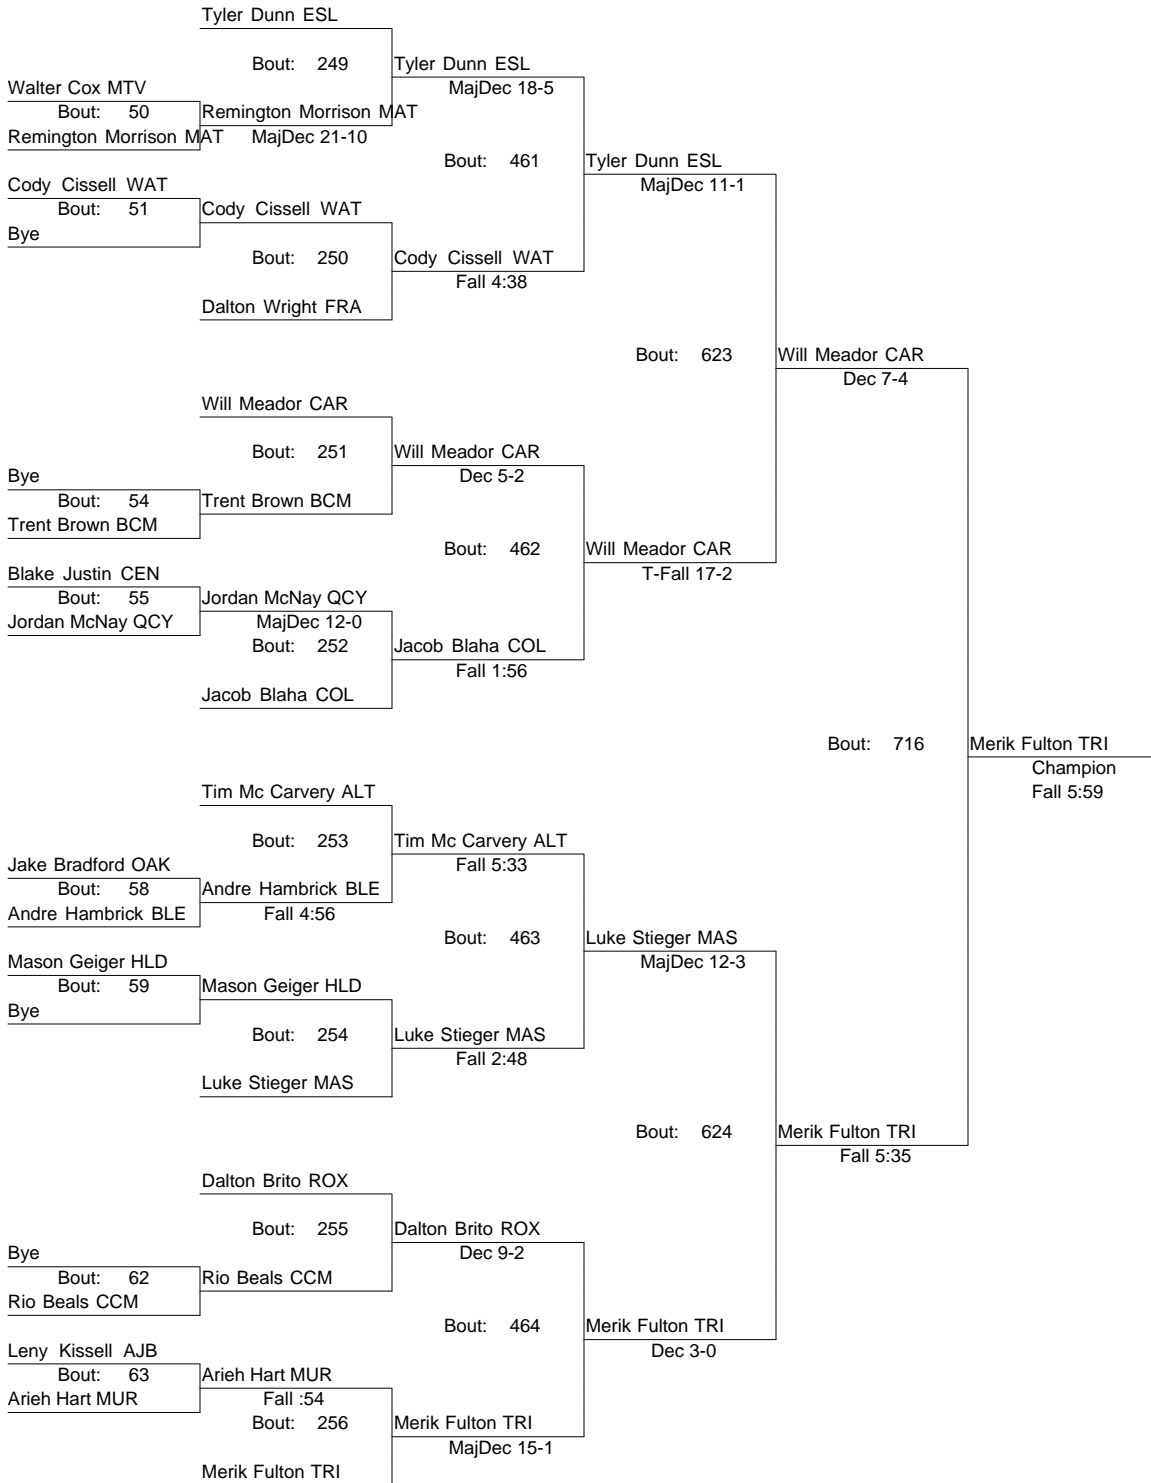 Tyler Dunn ESL
Bout: 249
Tyler Dunn ESL
MajDec 18-5
Walter Cox MTV
Bout: 50
Remington Morrison MAT
Remington Morrison MAT
MajDec 21-10
Bout: 461
Tyler Dunn ESL
MajDec 11-1
Cody Cissell WAT
Bout: 51
Cody Cissell WAT
Bye
Bout: 250
Cody Cissell WAT
Fall 4:38
Dalton Wright FRA
Bout: 623
Will Meador CAR
Dec 7-4
Will Meador CAR
Bout: 251
Will Meador CAR
Dec 5-2
Bye
Bout: 54
Trent Brown BCM
Trent Brown BCM
Bout: 462
Will Meador CAR
T-Fall 17-2
Blake Justin CEN
Bout: 55
Jordan McNay QCY
Jordan McNay QCY
MajDec 12-0
Bout: 252
Jacob Blaha COL
Fall 1:56
Jacob Blaha COL
Bout: 716
Merik Fulton TRI
Champion
Fall 5:59
Tim Mc Carvery ALT
Bout: 253
Tim Mc Carvery ALT
Fall 5:33
Jake Bradford OAK
Bout: 58
Andre Hambrick BLE
Andre Hambrick BLE
Fall 4:56
Bout: 463
Luke Stieger MAS
MajDec 12-3
Mason Geiger HLD
Bout: 59
Mason Geiger HLD
Bye
Bout: 254
Luke Stieger MAS
Fall 2:48
Luke Stieger MAS
Bout: 624
Merik Fulton TRI
Fall 5:35
Dalton Brito ROX
Bout: 255
Dalton Brito ROX
Dec 9-2
Bye
Bout: 62
Rio Beals CCM
Rio Beals CCM
Bout: 464
Merik Fulton TRI
Dec 3-0
Leny Kissell AJB
Bout: 63
Arieh Hart MUR
Arieh Hart MUR
Fall :54
Bout: 256
Merik Fulton TRI
MajDec 15-1
Merik Fulton TRI